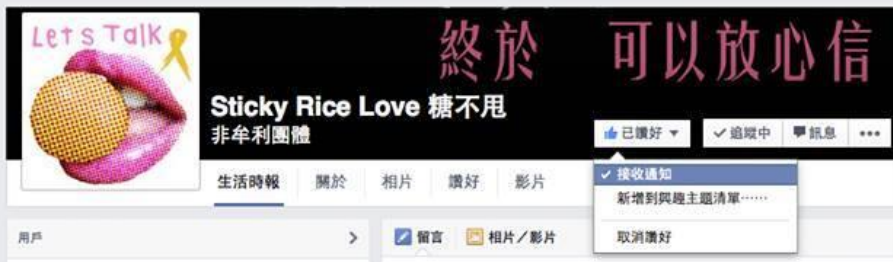 Let's Talk
終於 可以放心信
Sticky Rice Love 糖不甩
非牟利團體
已讚好
追蹤中
訊息
接收通知
新增到興趣主題清單……
取消讚好
生活時報
關於
相片
讚好
影片
用戶
留言
相片／影片